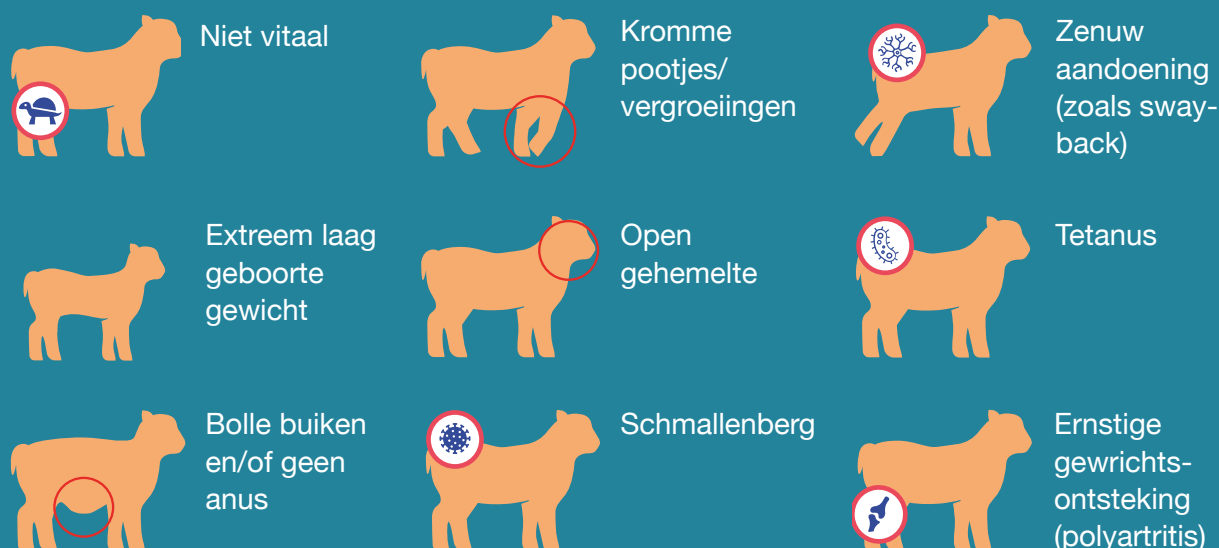 Niet vitaal
Kromme
pootjes/
vergroeiingen
Zenuw
aandoening
(zoals sway-
back)
Extreem laag
geboorte
gewicht
Open
gehemelte
Tetanus
Bolle buiken
en/of geen
anus
Schmallenberg
Ernstige
gewrichts-
ontsteking
(polyartritis)